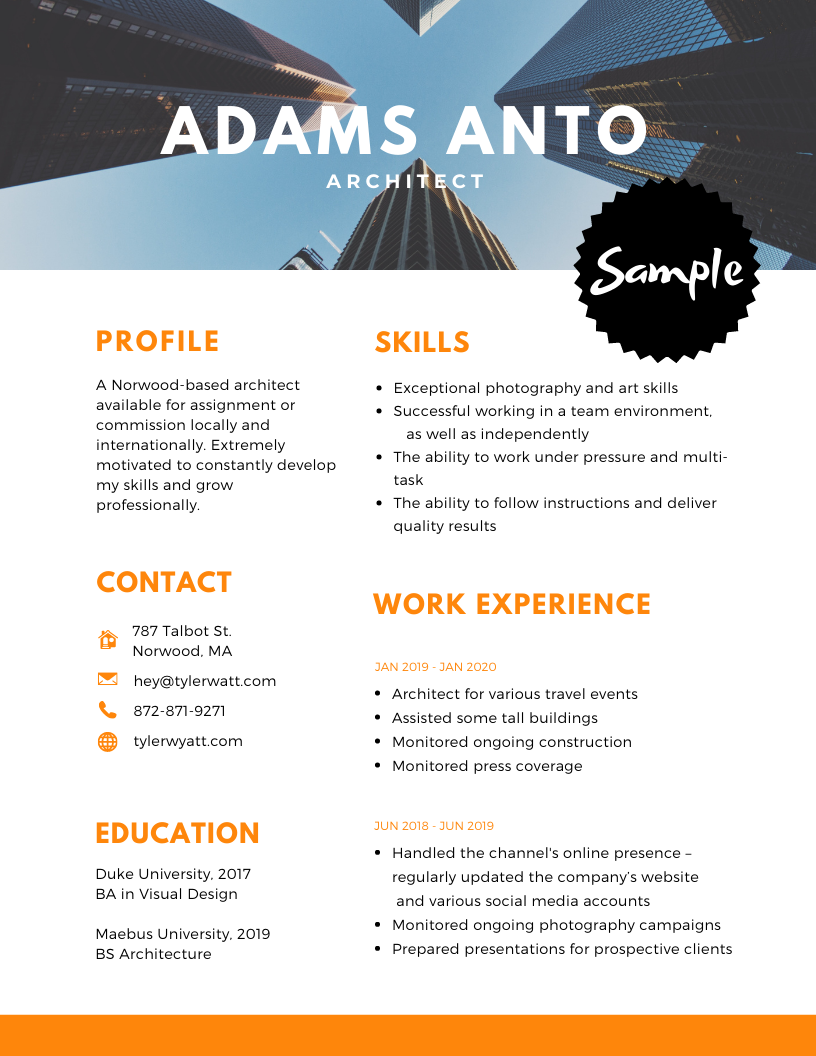 ADAMS ANTO
ARCHITECT
Sample
PROFILE
A Norwood-based architect
available for assignment or
commission locally and
internationally. Extremely
motivated to constantly develop
my skills and grow
professionally.
CONTACT
787 Talbot St.
Norwood, MA
hey@tylerwatt.com
872-871-9271
tylerwyatt.com
EDUCATION
Duke University, 2017
BA in Visual Design
Maebus University, 2019
BS Architecture
SKILLS
• Exceptional photography and art skills
• Successful working in a team environment,
as well as independently
• The ability to work under pressure and multi-
task
• The ability to follow instructions and deliver
quality results
WORK EXPERIENCE
JAN 2019 - JAN 2020
• Architect for various travel events
• Assisted some tall buildings
• Monitored ongoing construction
• Monitored press coverage
JUN 2018 - JUN 2019
• Handled the channel's online presence –
regularly updated the company's website
and various social media accounts
• Monitored ongoing photography campaigns
• Prepared presentations for prospective clients